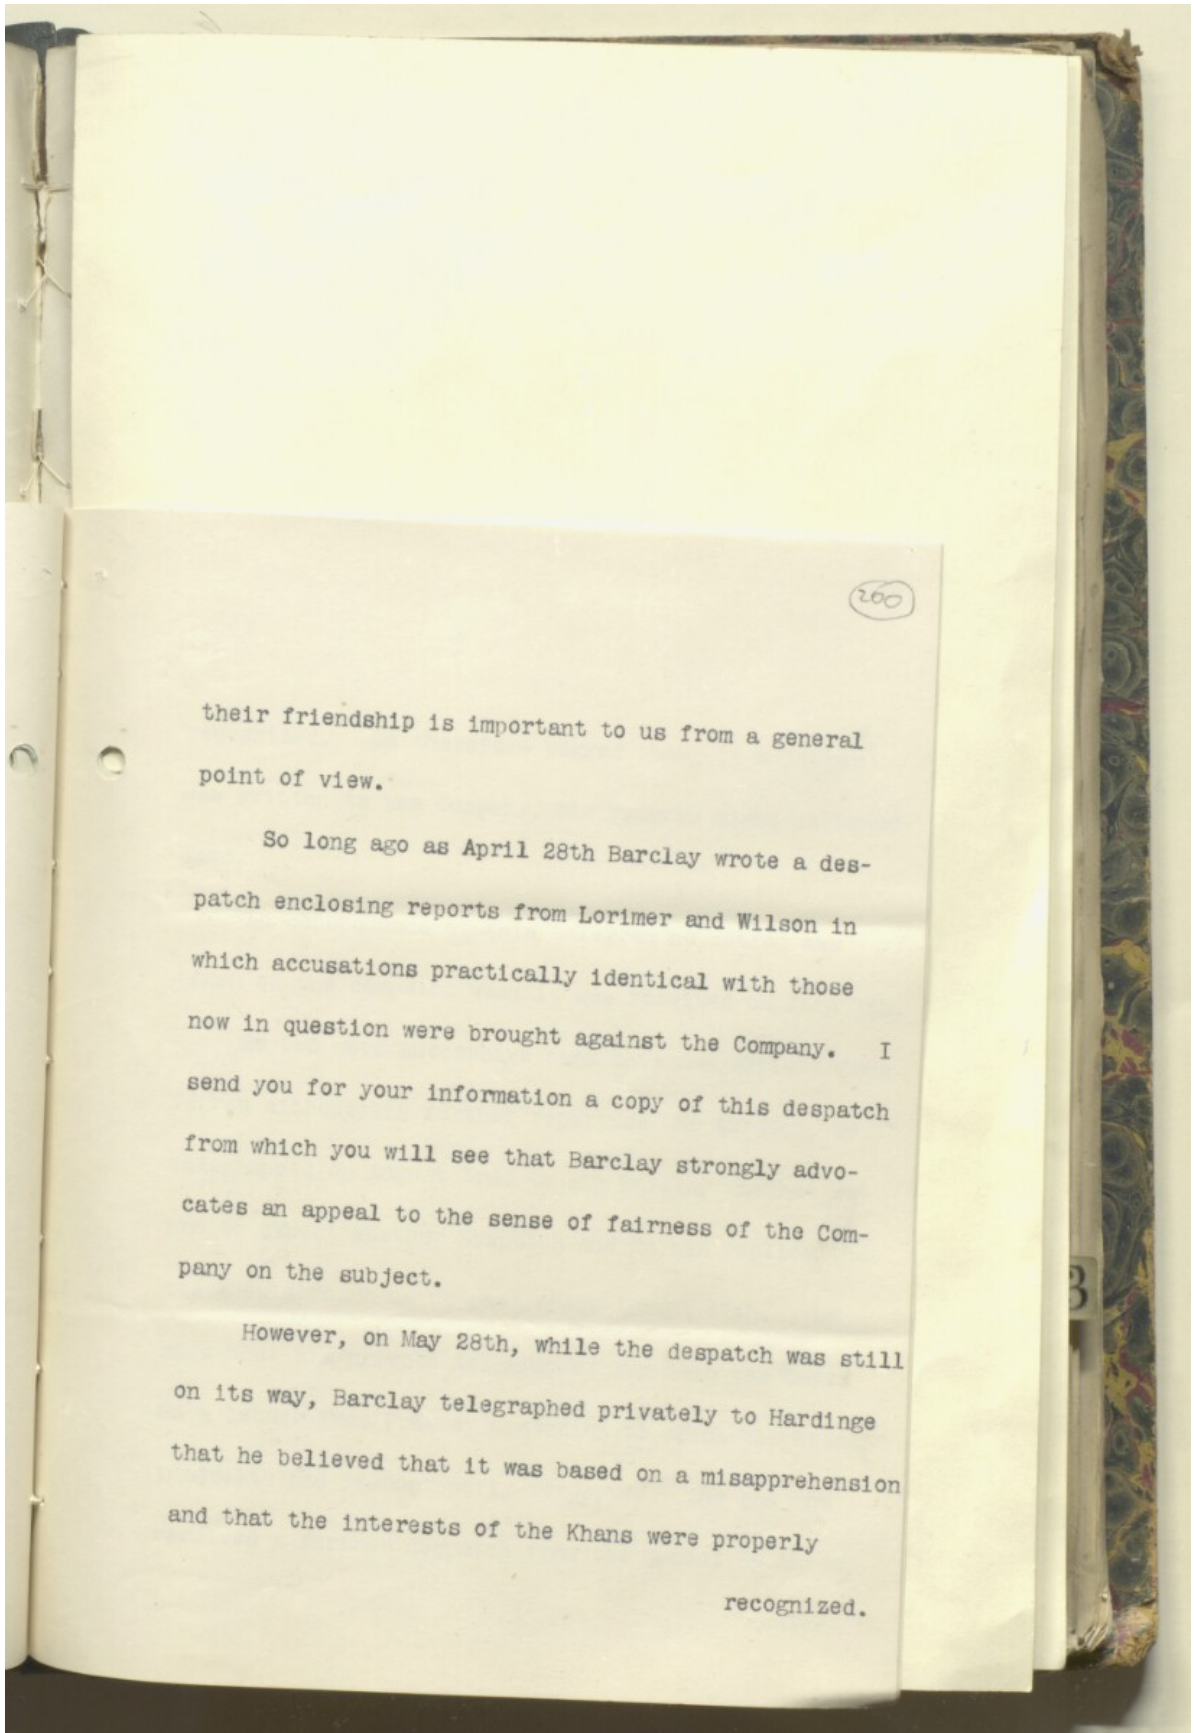 260
their friendship is important to us from a general
point of view.
So long ago as April 28th Barclay wrote a des-
patch enclosing reports from Lorimer and Wilson in
which accusations practically identical with those
now in question were brought against the Company. I
send you for your information a copy of this despatch
from which you will see that Barclay strongly advo-
cates an appeal to the sense of fairness of the Com-
pany on the subject.
However, on May 28th, while the despatch was still
on its way, Barclay telegraphed privately to Hardinge
that he believed that it was based on a misapprehension
and that the interests of the Khans were properly
recognized.
3